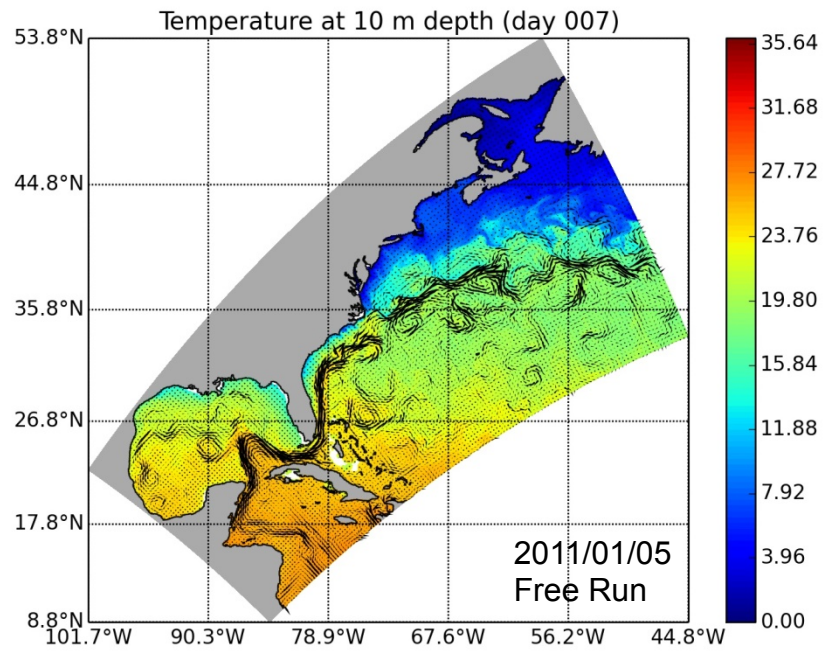 Temperature at 10 m depth (day 007)
53.8°N
44.8°N
35.8°N
26.8°N
17.8°N
8.8°N
101.7°W
90.3°W
78.9°W
67.6°W
56.2°W
44.8°W
2011/01/05
Free Run
35.64
31.68
27.72
23.76
19.80
15.84
11.88
7.92
3.96
0.00